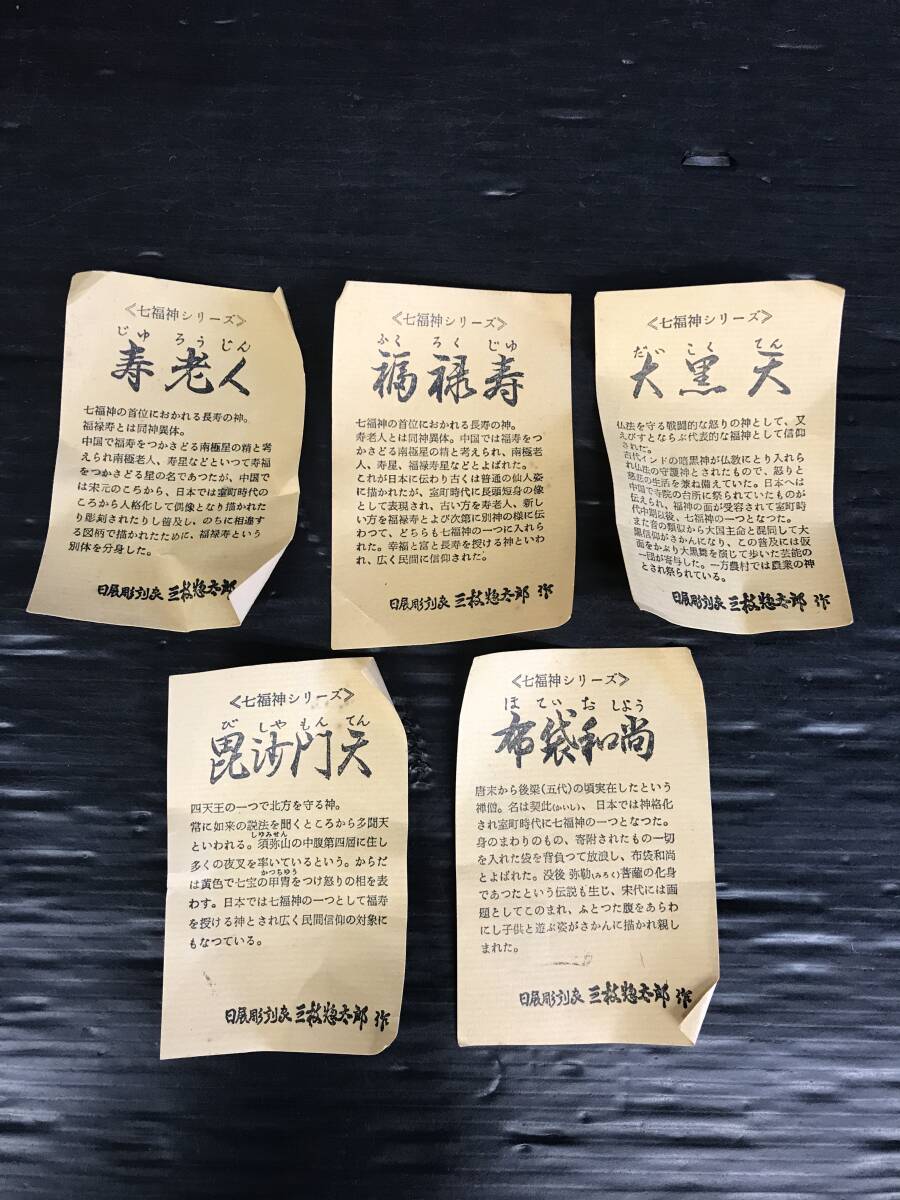 《七福神シリーズ》
じゅ ろう じん
寿老人
七福神の首位におかれる長寿の神。
福禄寿とは同神異体。
中国で福寿をつかさどる南極星の精と考
えられ南極老人、寿星などといつて寿福
をつかさどる星の名であつたが、中国で
は宋元のころから、日本では室町時代の
ころから人格化して偶像となり描かれた
り彫刻されたりし普及し、のちに相違す
る図柄で描かれたために、福禄寿という
別体を分身した。
日展彫刻家 三枝惣太郎 作
《七福神シリーズ》
ふく ろく じゆ
福禄寿
七福神の首位におかれる長寿の神。
寿老人とは同神異体。中国では福寿をつ
かさどる南極星の精と考えられ、南極老
人、寿星、福禄寿星などとよばれた。
これが日本に伝わり古くは普通の仙人姿
に描かれたが、室町時代に長頭短身の像
として表現され、古い方を寿老人、新し
い方を福禄寿とよび次第に別神の様に伝
わつて、どちらも七福神の一つに入れら
れた。幸福と富と長寿を授ける神といわ
れ、広く民間に信仰された。
日展彫刻家 三枝惣太郎 作
《七福神シリーズ》
だい こく てん
大黒天
仏法を守る戦闘的な怒りの神として、又
えびすとならぶ代表的な福神として信仰
された。
古代インドの暗黒神が仏教にとり入れら
れ仏法の守護神とされたもので、怒りと
慈悲の生活を兼ね備えていた。日本へは
中国で寺院の台所に祭られていたものが
伝えられ、福神の面が受容されて室町時
代中期以後、七福神の一つとなつた。
また音の類似から大国主命と混同して大
黒信仰がさかんになり、この普及には仮
面をかぶり大黒舞を演じて歩いた芸能の
一団が寄与した。一方農村では農業の神
とされ祭られている。
日展彫刻家 三枝惣太郎 作
《七福神シリーズ》
び しや もん てん
毘沙門天
四天王の一つで北方を守る神。
常に如来の説法を聞くところから多聞天
といわれる。須弥山の中腹第四層に住し
しゆみせん
多くの夜叉を率いているという。からだ
は黄色で七宝の甲冑をつけ怒りの相を表
かつちゆう
わす。日本では七福神の一つとして福寿
を授ける神とされ広く民間信仰の対象に
もなつている。
日展彫刻家 三枝惣太郎 作
《七福神シリーズ》
ほ てい お しよう
布袋和尚
唐末から後梁(五代)の頃実在したという
禅僧。名は契此(かいし)、日本では神格化
され室町時代に七福神の一つとなつた。
身のまわりのもの、寄附されたもの一切
を入れた袋を背負つて放浪し、布袋和尚
とよばれた。没後 弥勒(みろく)菩薩の化身
であつたという伝説も生じ、宋代には画
題としてこのまれ、ふとつた腹をあらわ
にし子供と遊ぶ姿がさかんに描かれ親し
まれた。
日展彫刻家 三枝惣太郎 作